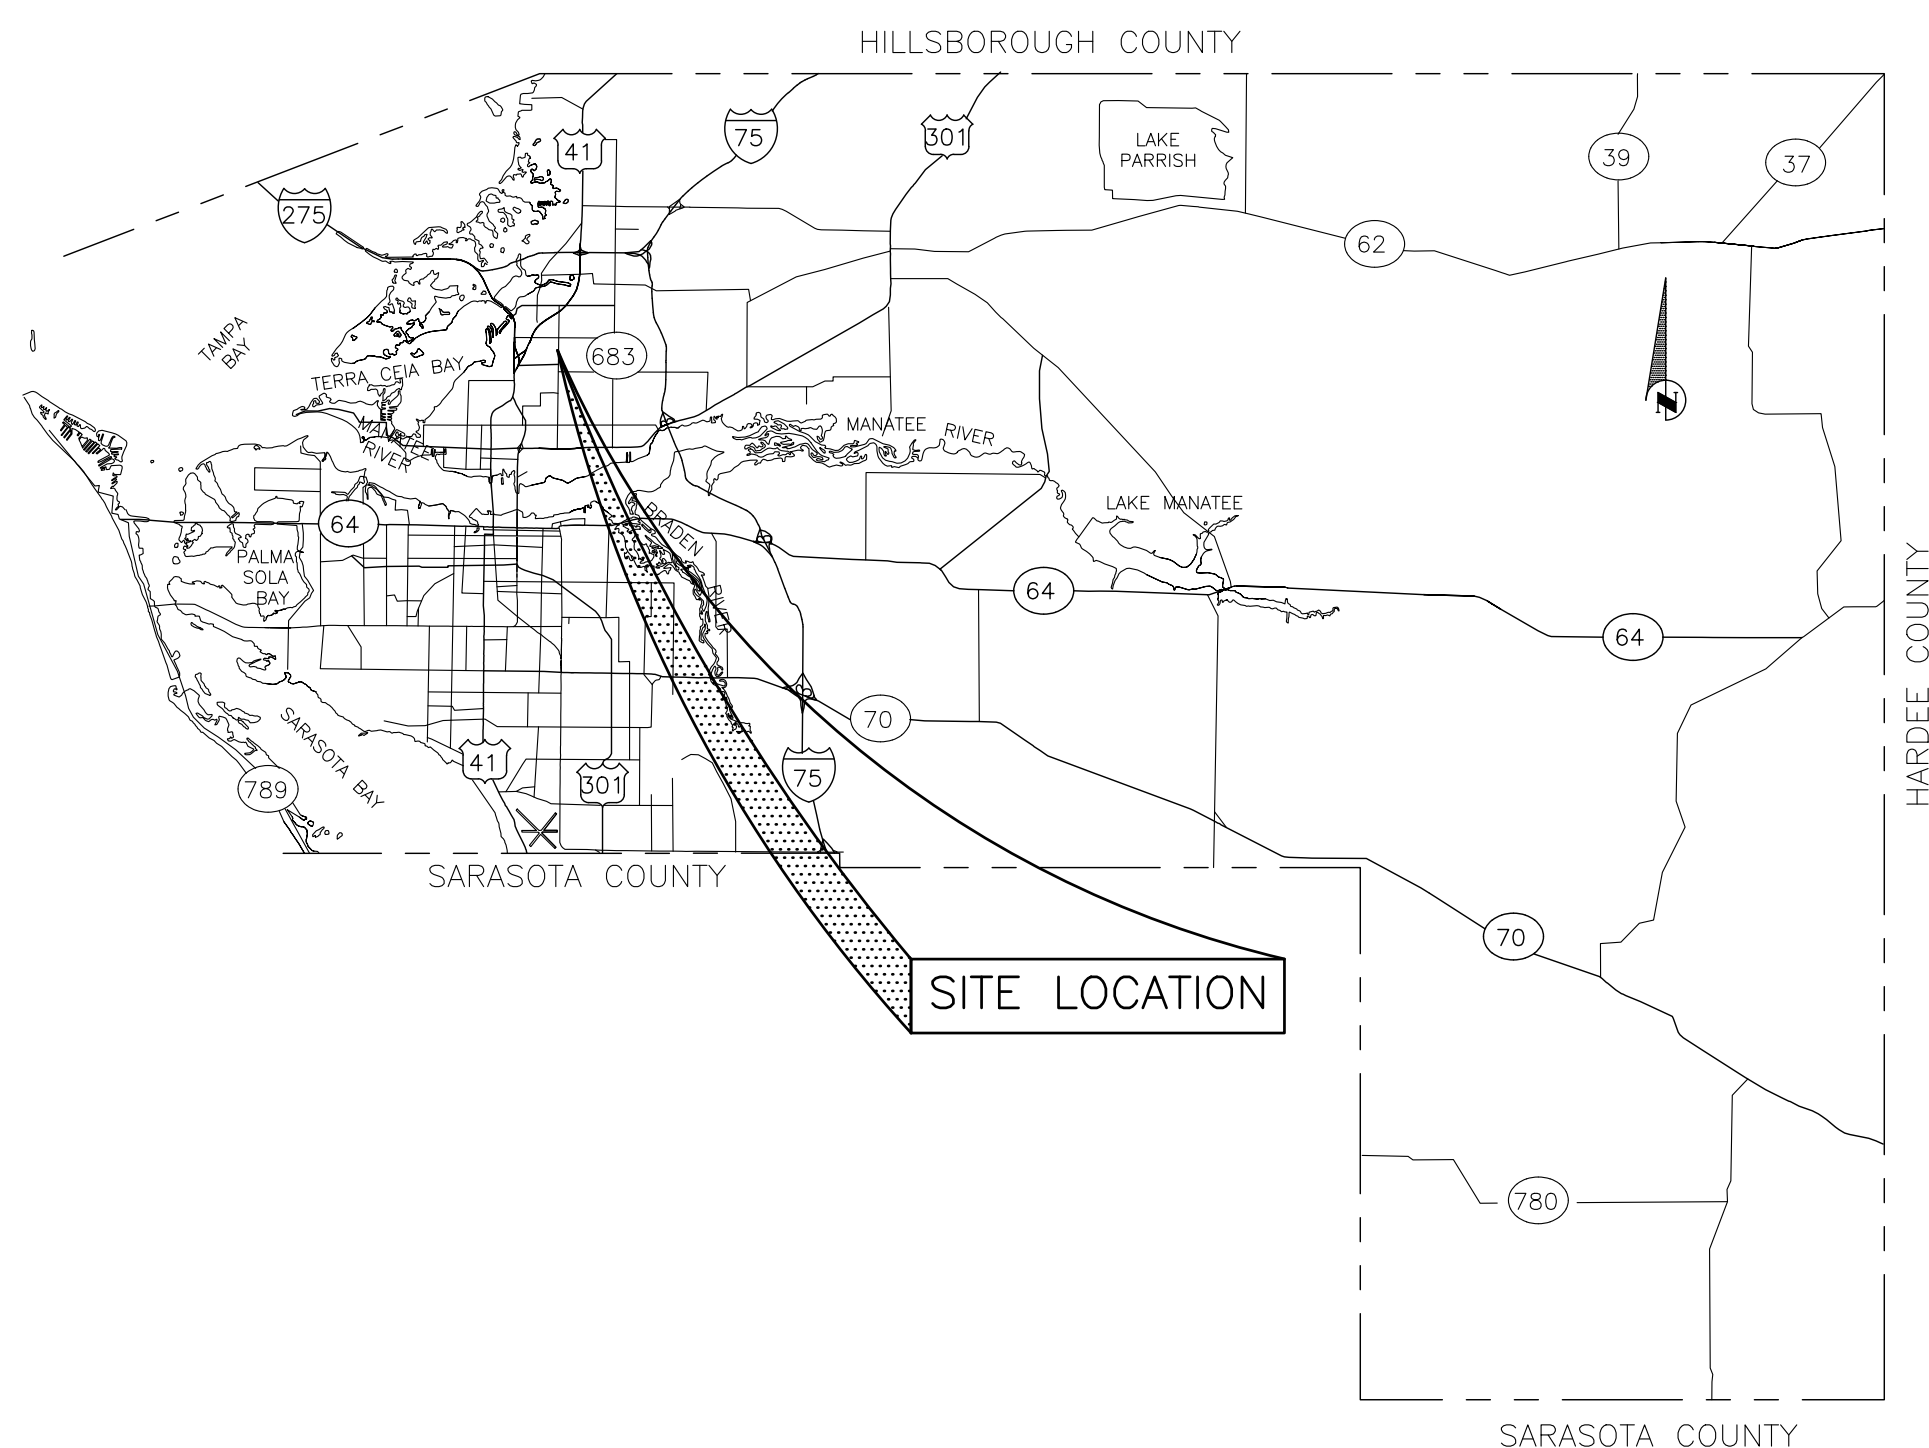 HILLSBOROUGH COUNTY
41
75
301
LAKE
PARRISH
39
37
275
62
TAMPA
BAY
683
TERRA CEIA BAY
MANATEE
RIVER
MANATEE RIVER
N
64
LAKE MANATEE
BRADEN RIVER
PALMA
SOLA
BAY
64
64
HARDEE COUNTY
70
SARASOTA BAY
41
75
301
789
SARASOTA COUNTY
70
SITE LOCATION
780
SARASOTA COUNTY